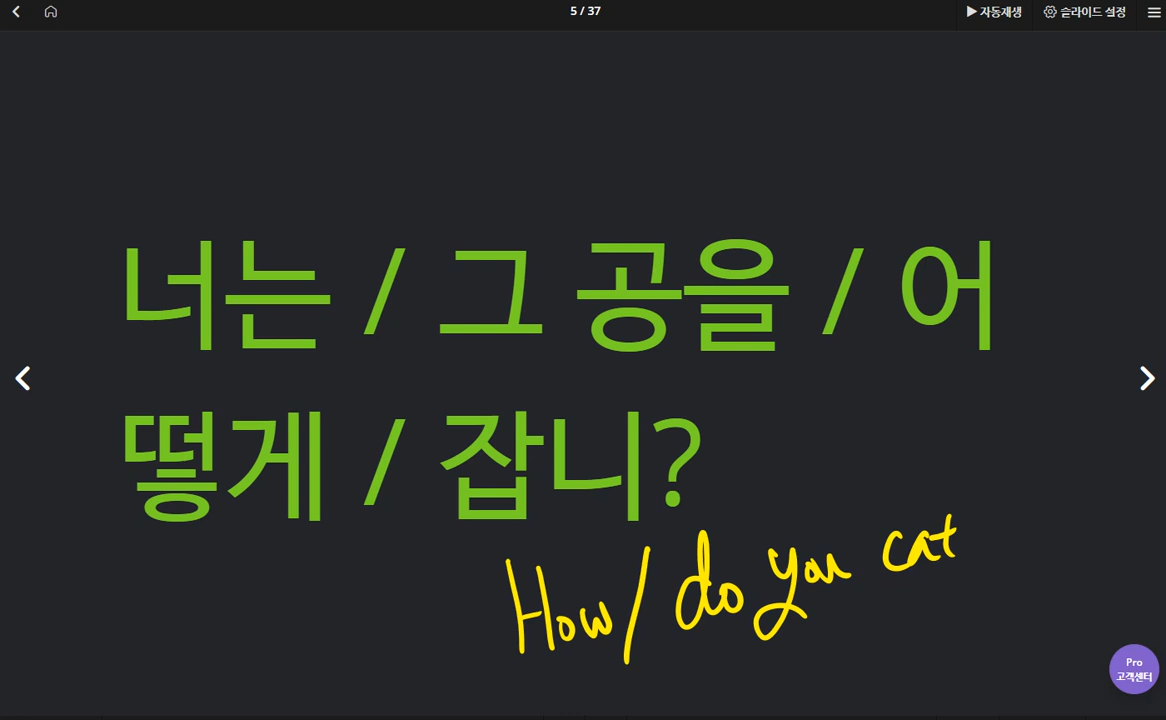 5 / 37
자동재생
슬라이드 설정
너는 / 그 공을 / 어
떻게 / 잡니?
How / do you cat
Pro
고객센터